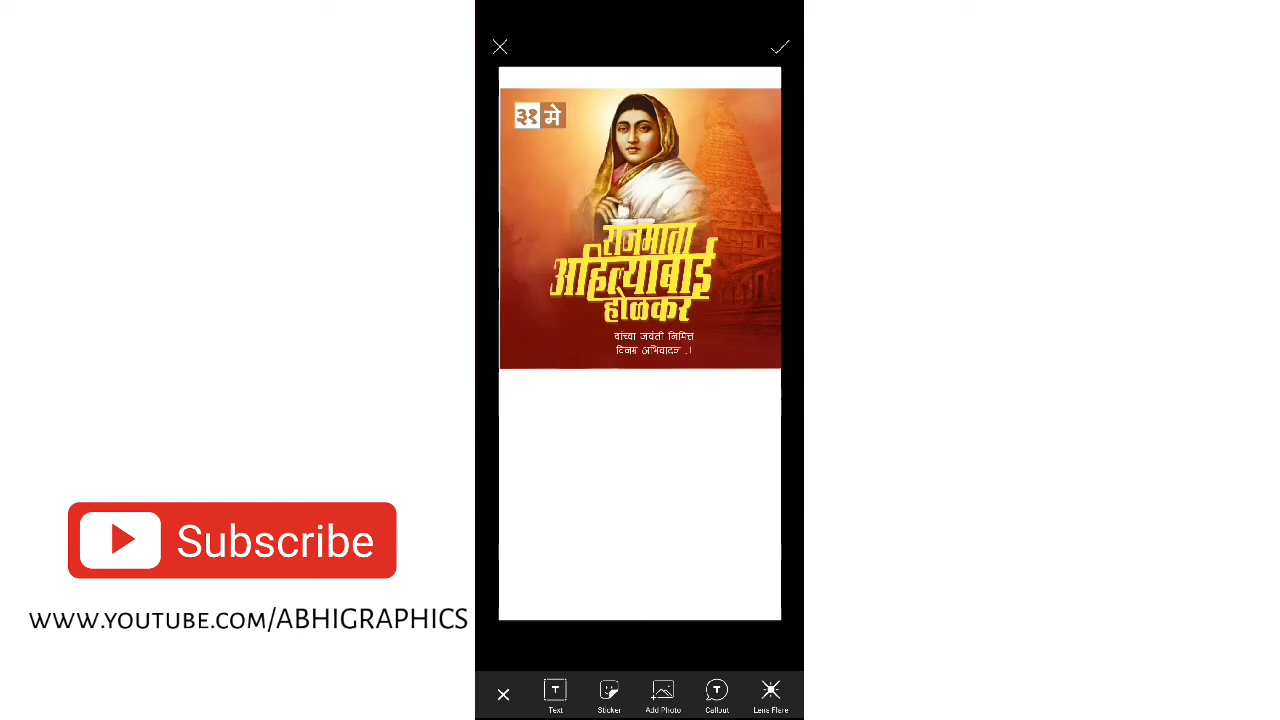 ३१ मे
राजमाता
अहिल्याबाई
होळकर
यांच्या जयंती निमित्त
विनम्र अभिवादन .!
Subscribe
www.youtube.com/ABHIGRAPHICS
Text Sticker Add Photo Callout Lens Flare